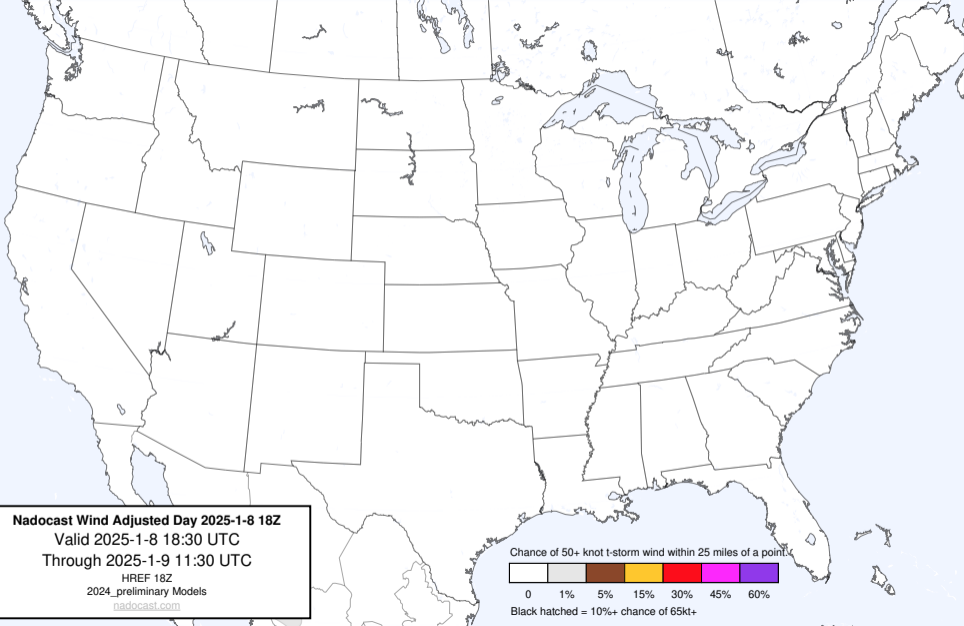 Nadocast Wind Adjusted Day 2025-1-8 18Z
Valid 2025-1-8 18:30 UTC
Through 2025-1-9 11:30 UTC
HREF 18Z
2024_preliminary Models
nadocast.com
Chance of 50+ knot t-storm wind within 25 miles of a point.
0 1% 5% 15% 30% 45% 60%
Black hatched = 10%+ chance of 65kt+